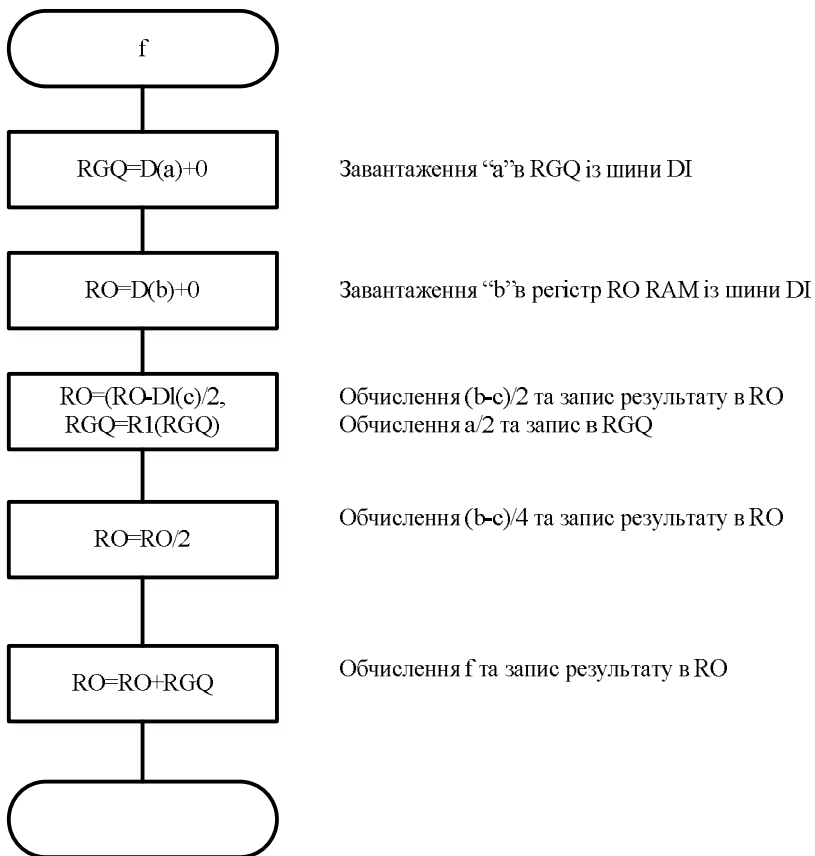 f
RGQ=D(a)+0
Завантаження “а”в RGQ із шини DI
RO=D(b)+0
Завантаження “b”в регістр RO RAM із шини DI
RO=(RO-Dl(c)/2,
RGQ=R1(RGQ)
Обчислення (b-c)/2 та запис результату в RO
Обчислення a/2 та запис в RGQ
RO=RO/2
Обчислення (b-c)/4 та запис результату в RO
RO=RO+RGQ
Обчислення f та запис результату в RO